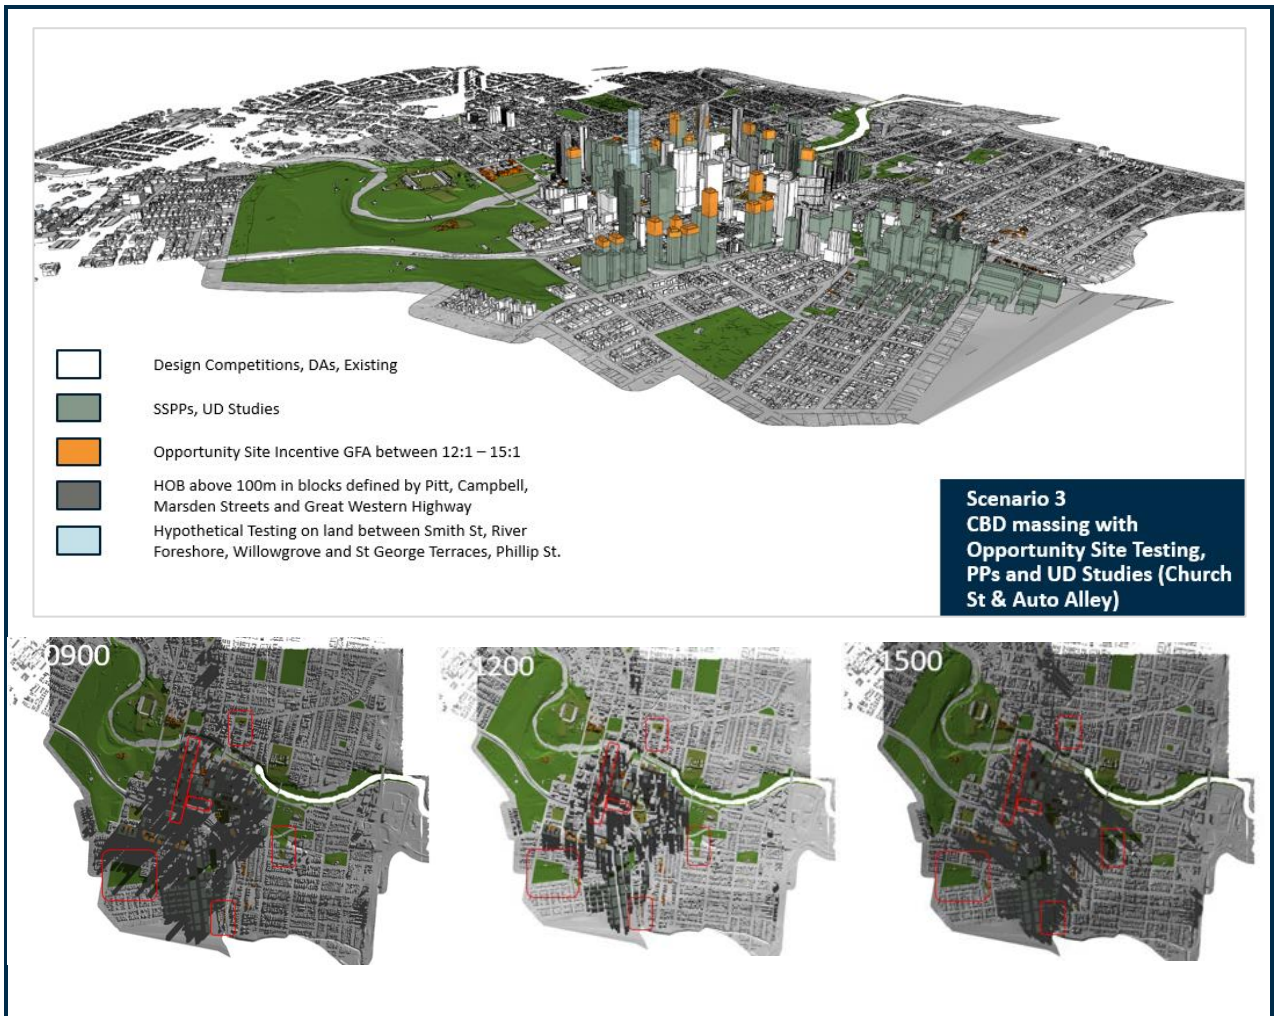 Design Competitions, DAs, Existing
SSPPs, UD Studies
Opportunity Site Incentive GFA between 12:1 – 15:1
HOB above 100m in blocks defined by Pitt, Campbell,
Marsden Streets and Great Western Highway
Hypothetical Testing on land between Smith St, River
Foreshore, Willowgrove and St George Terraces, Phillip St.
Scenario 3
CBD massing with
Opportunity Site Testing,
PPs and UD Studies (Church
St & Auto Alley)
0900
1200
1500